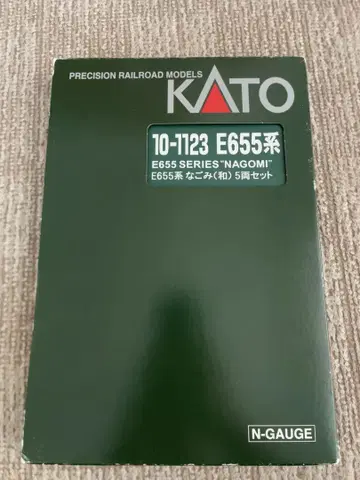 PRECISION RAILROAD MODELS
KATO
10-1123 E655系
E655 SERIES "NAGOMI"
E655系 なごみ(和) 5両セット
N-GAUGE